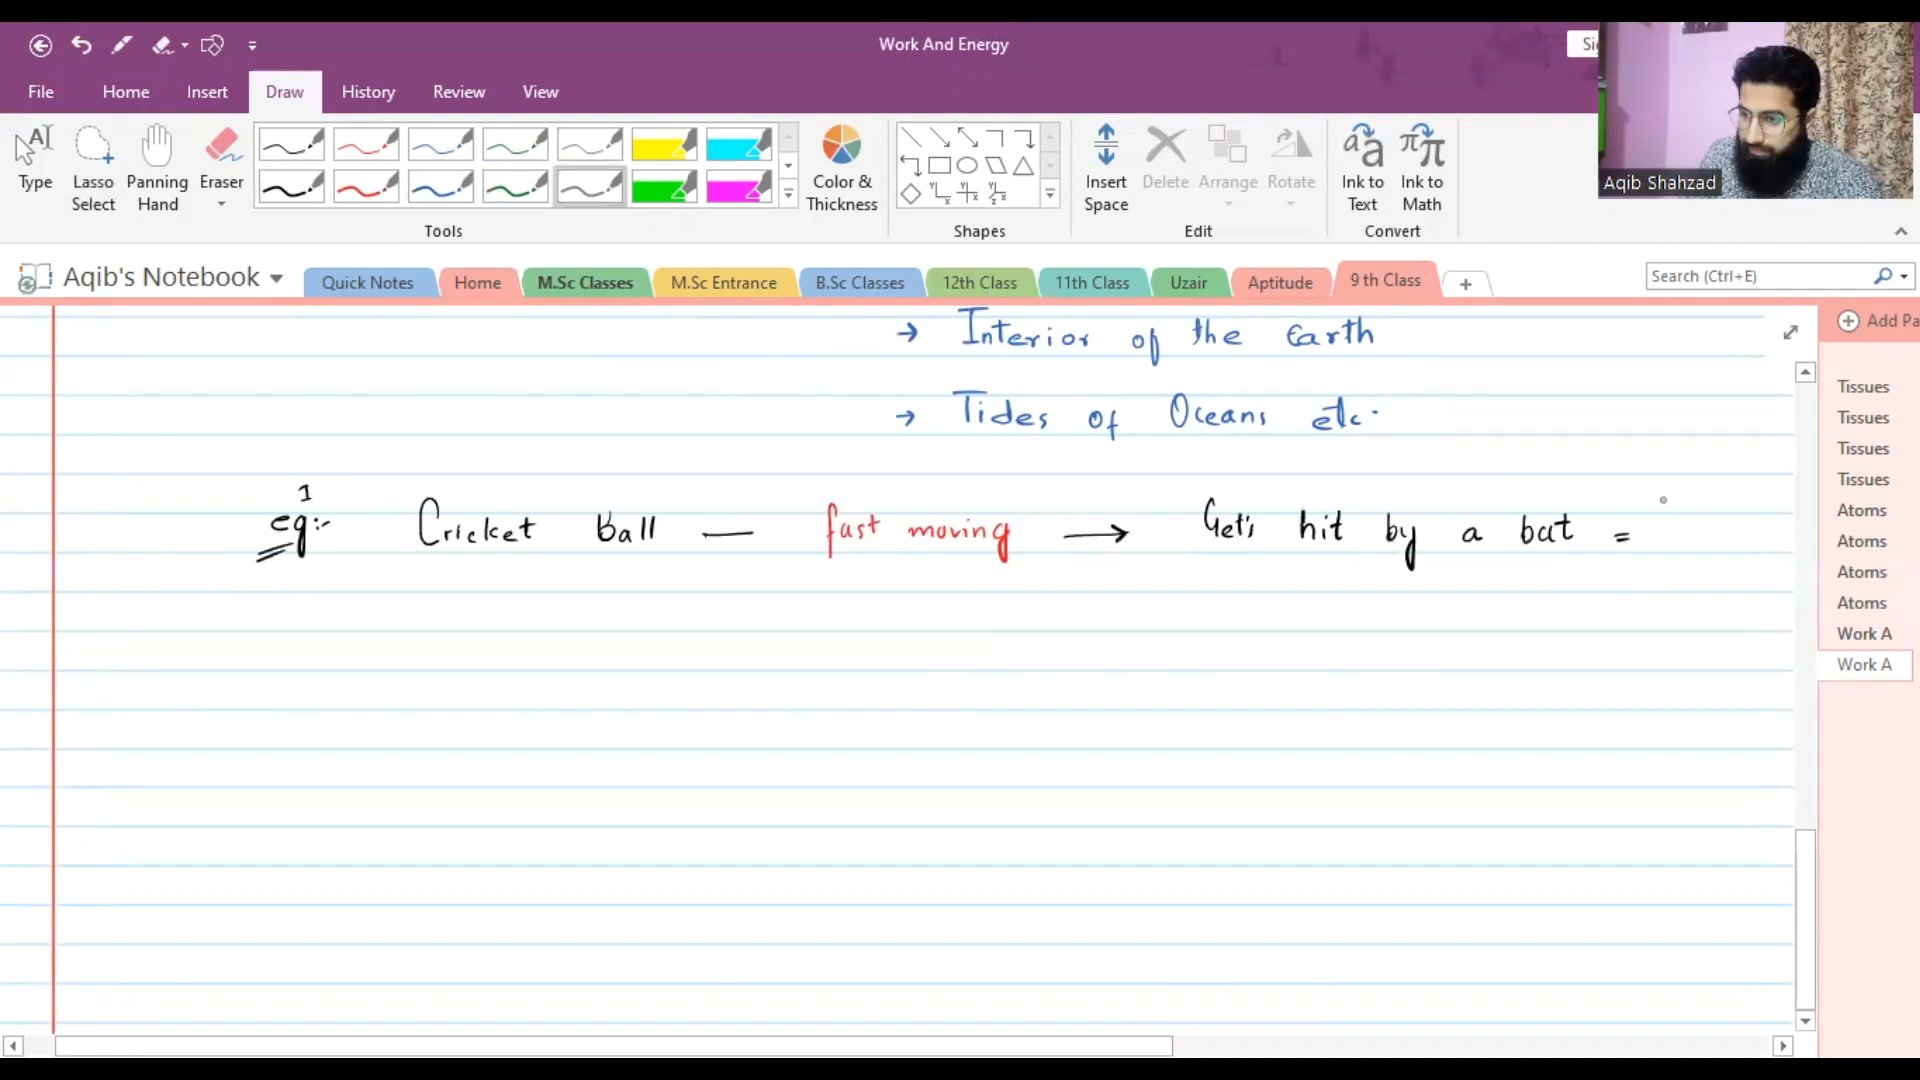 Work And Energy
Si
File Home Insert Draw History Review View
Type
Lasso Select
Panning Hand
Eraser
Color & Thickness
Insert Space
Delete
Arrange
Rotate
Ink to Text
Ink to Math
Tools
Shapes
Edit
Convert
Aqib Shahzad
Aqib's Notebook
Quick Notes Home M.Sc Classes M.Sc Entrance B.Sc Classes 12th Class 11th Class Uzair Aptitude 9 th Class +
Search (Ctrl+E)
Add Pa
Tissues
Tissues
Tissues
Tissues
Atoms
Atoms
Atoms
Atoms
Work A
Work A
→ Interior of the Earth
→ Tides of Oceans etc.
1
eg:- Cricket Ball — fast moving → Get's hit by a bat =